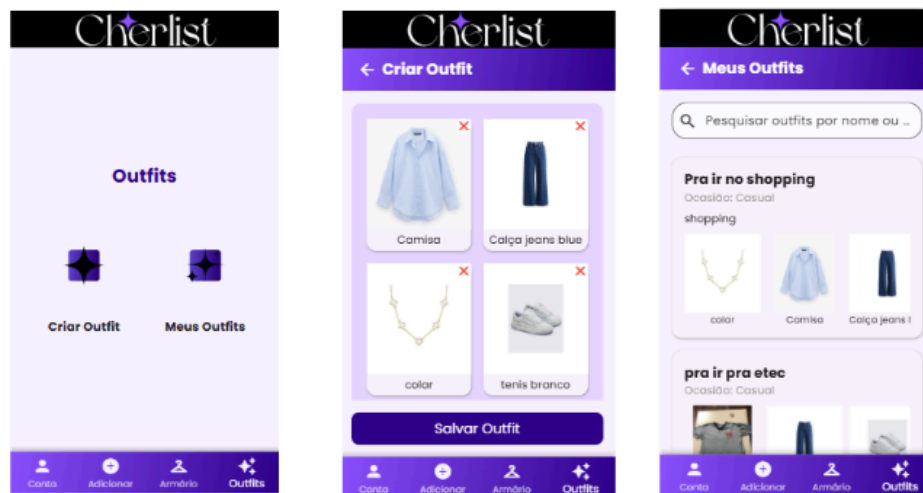 Cherlist
Outfits
Criar Outfit
Meus Outfits
Conta
Adicionar
Armário
Outfits
Cherlist
← Criar Outfit
Camisa
Calça jeans blue
colar
tenis branco
Salvar Outfit
Conta
Adicionar
Armário
Outfits
Cherlist
← Meus Outfits
Pesquisar outfits por nome ou ...
Pra ir no shopping
Ocasião: Casual
shopping
colar
Camisa
Calça jeans
pra ir pra etec
Ocasião: Casual
Conta
Adicionar
Armário
Outfits